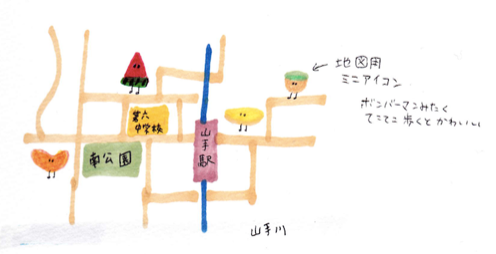 地図用
ミニアイコン
ボンバーマンみたく
てこてこ歩くとかわいい
第六
中学校
山手駅
南公園
山手川